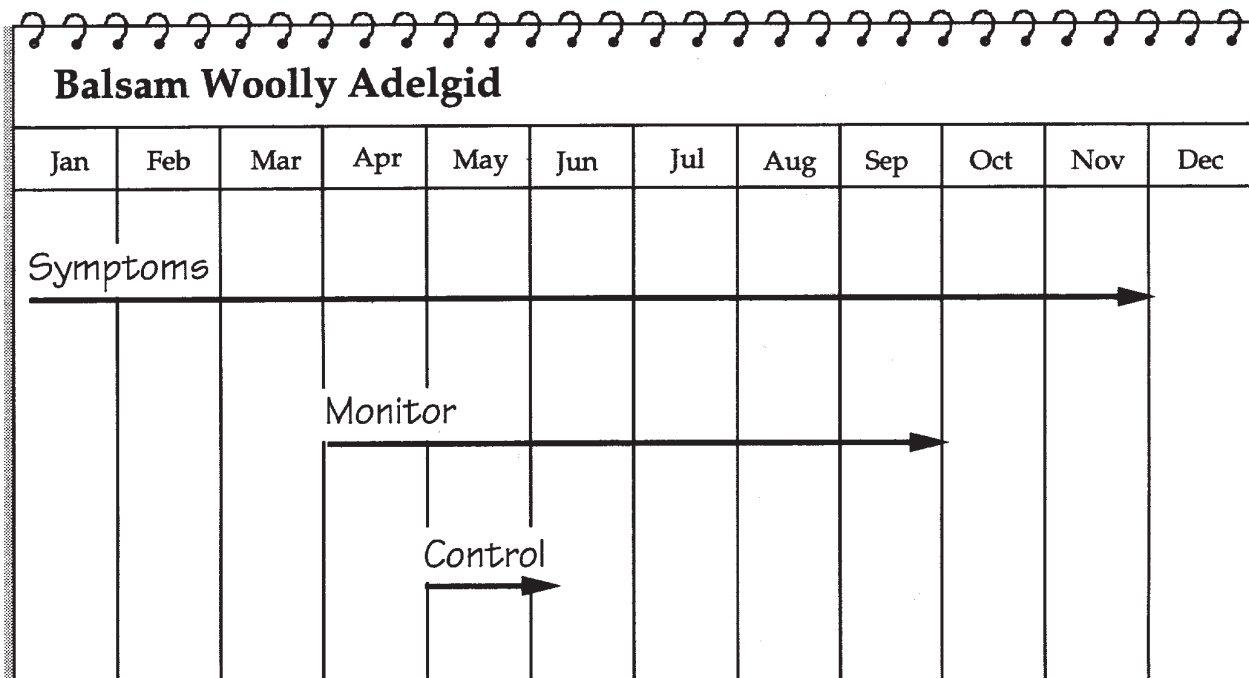 Balsam Woolly Adelgid
Jan Feb Mar Apr May Jun Jul Aug Sep Oct Nov Dec
Symptoms
Monitor
Control